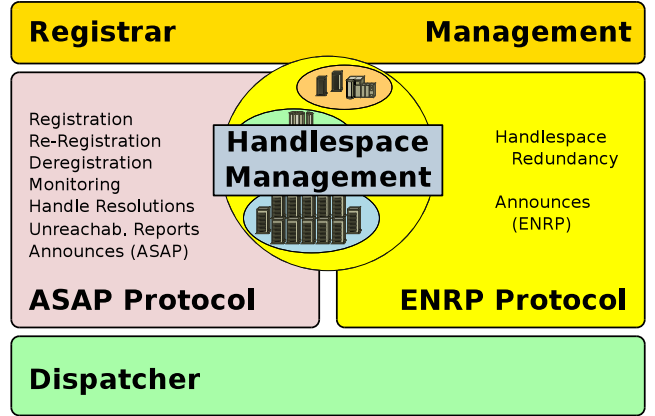 Registrar
Management
Registration
Re-Registration
Deregistration
Monitoring
Handle Resolutions
Unreachab. Reports
Announces (ASAP)
ASAP Protocol
Handlespace
Management
Handlespace
Redundancy
Announces
(ENRP)
ENRP Protocol
Dispatcher